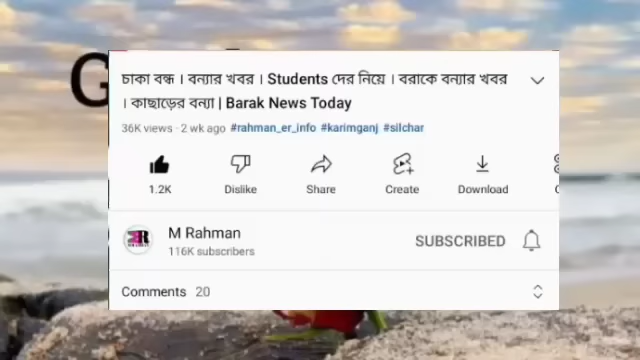 চাকা বন্ধ । বন্যার খবর । Students দের নিয়ে । বরাকে বন্যার খবর
। কাছাড়ের বন্যা | Barak News Today
36K views · 2 wk ago #rahman_er_info #karimganj #silchar
1.2K Dislike Share Create Download
M Rahman
116K subscribers
SUBSCRIBED
Comments 20